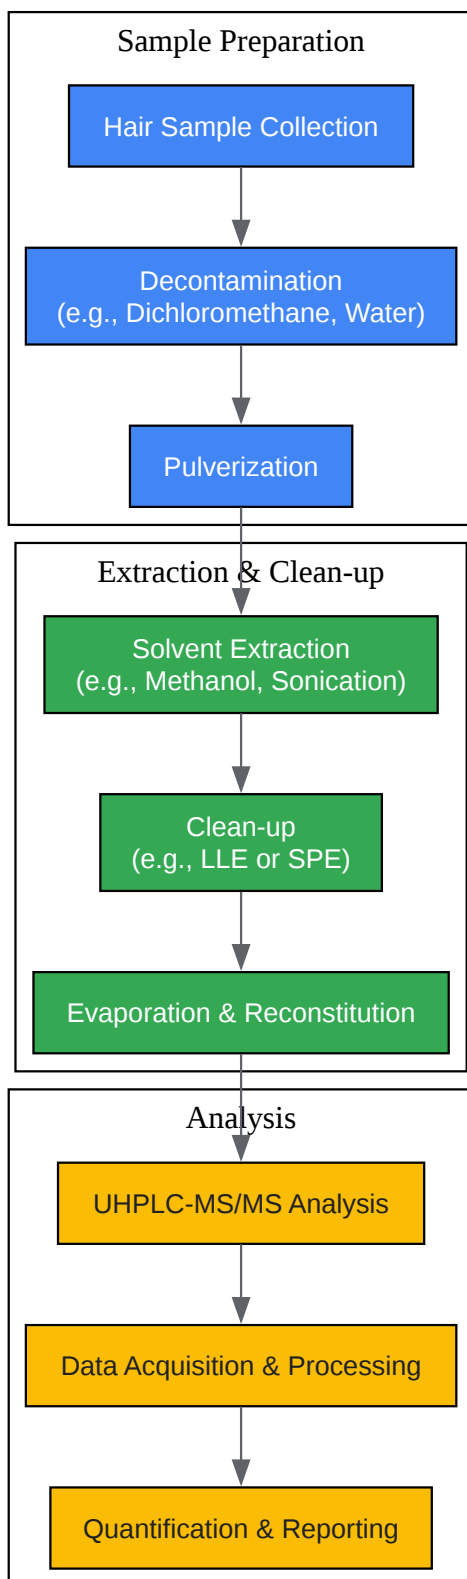 Sample Preparation
Hair Sample Collection
Decontamination
(e.g., Dichloromethane, Water)
Pulverization
Extraction & Clean-up
Solvent Extraction
(e.g., Methanol, Sonication)
Clean-up
(e.g., LLE or SPE)
Evaporation & Reconstitution
Analysis
UHPLC-MS/MS Analysis
Data Acquisition & Processing
Quantification & Reporting